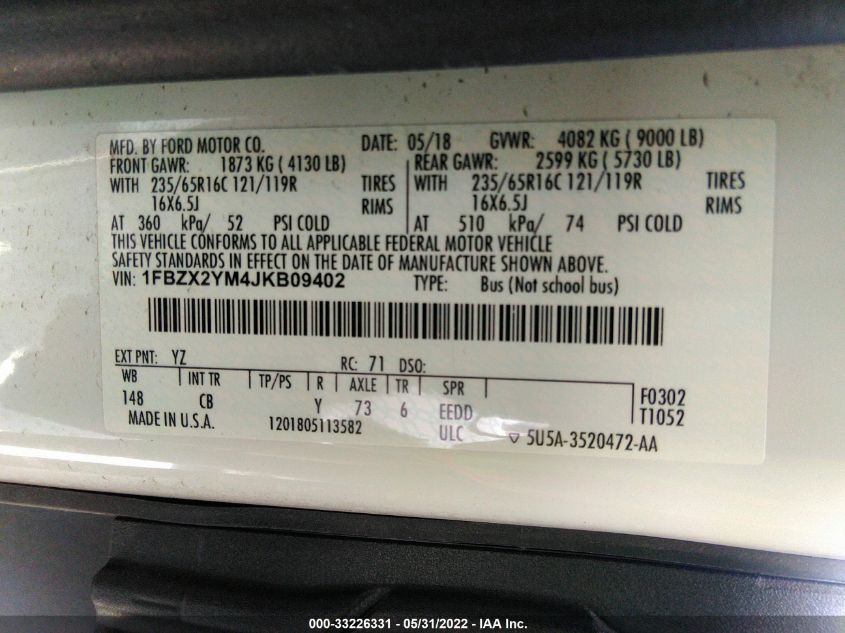 MFD. BY FORD MOTOR CO. DATE: 05/18 GVWR: 4082 KG ( 9000 LB)
FRONT GAWR: 1873 KG ( 4130 LB) REAR GAWR: 2599 KG ( 5730 LB)
WITH 235/65R16C 121/119R TIRES WITH 235/65R16C 121/119R TIRES
16X6.5J RIMS 16X6.5J RIMS
AT 360 kPa/ 52 PSI COLD AT 510 kPa/ 74 PSI COLD
THIS VEHICLE CONFORMS TO ALL APPLICABLE FEDERAL MOTOR VEHICLE
SAFETY STANDARDS IN EFFECT ON THE DATE OF MANUFACTURE SHOWN ABOVE.
VIN: 1FBZX2YM4JKB09402 TYPE: Bus (Not school bus)
EXT PNT: YZ RC: 71 DSO:
WB INT TR TP/PS R AXLE TR SPR F0302
148 CB Y 73 6 EEDD T1052
MADE IN U.S.A. 1201805113582 ULC 5U5A-3520472-AA
000-33226331 - 05/31/2022 - IAA Inc.